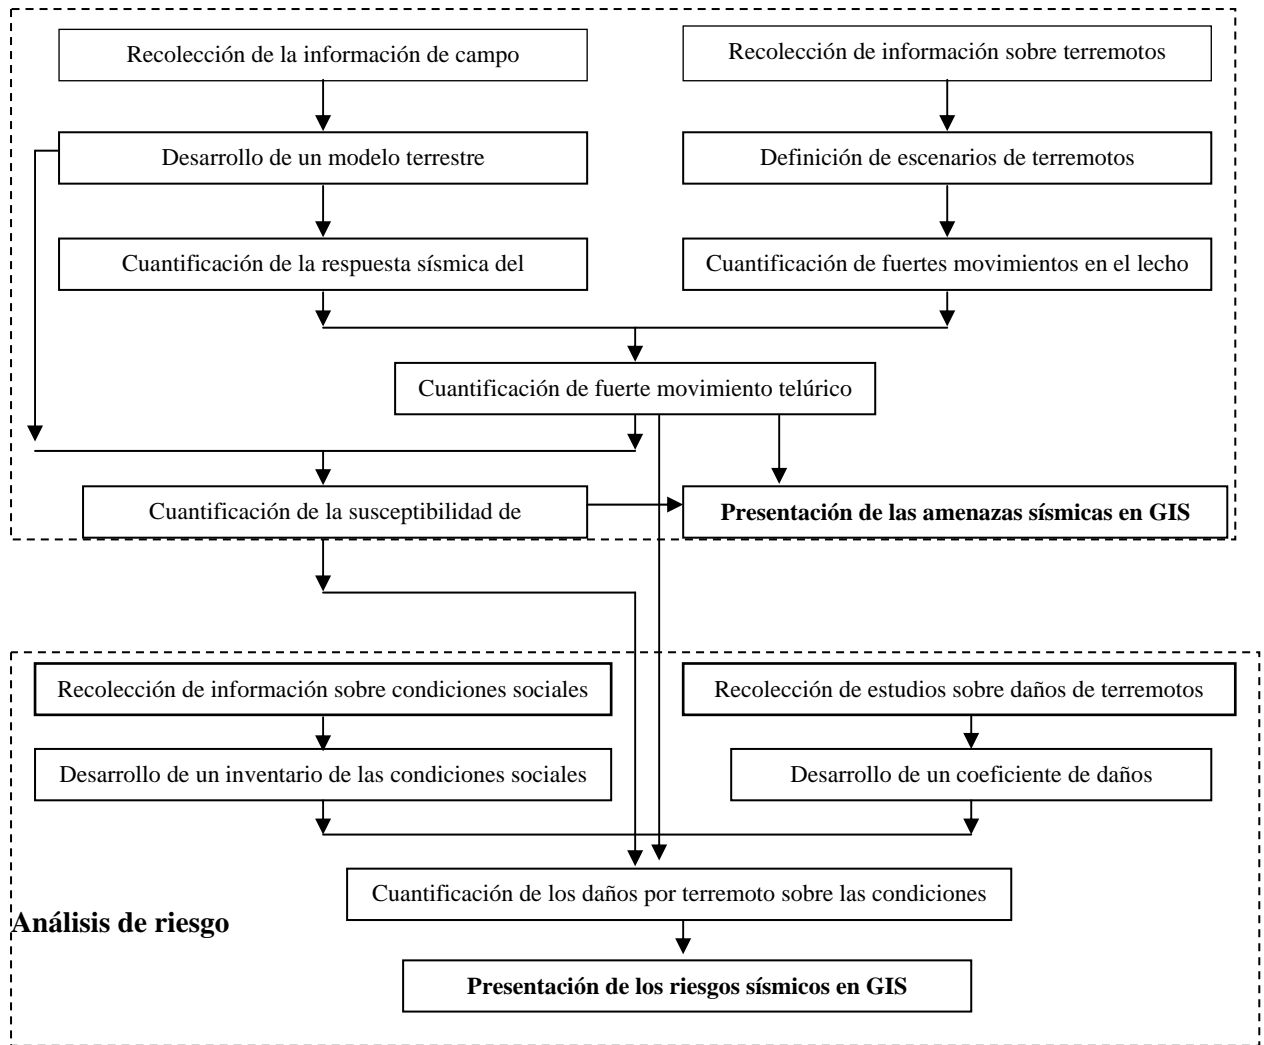 Recolección de la información de campo
Recolección de información sobre terremotos
Desarrollo de un modelo terrestre
Definición de escenarios de terremotos
Cuantificación de la respuesta sísmica del
Cuantificación de fuertes movimientos en el lecho
Cuantificación de fuerte movimiento telúrico
Cuantificación de la susceptibilidad de
Presentación de las amenazas sísmicas en GIS
Recolección de información sobre condiciones sociales
Recolección de estudios sobre daños de terremotos
Desarrollo de un inventario de las condiciones sociales
Desarrollo de un coeficiente de daños
Cuantificación de los daños por terremoto sobre las condiciones
Análisis de riesgo
Presentación de los riesgos sísmicos en GIS